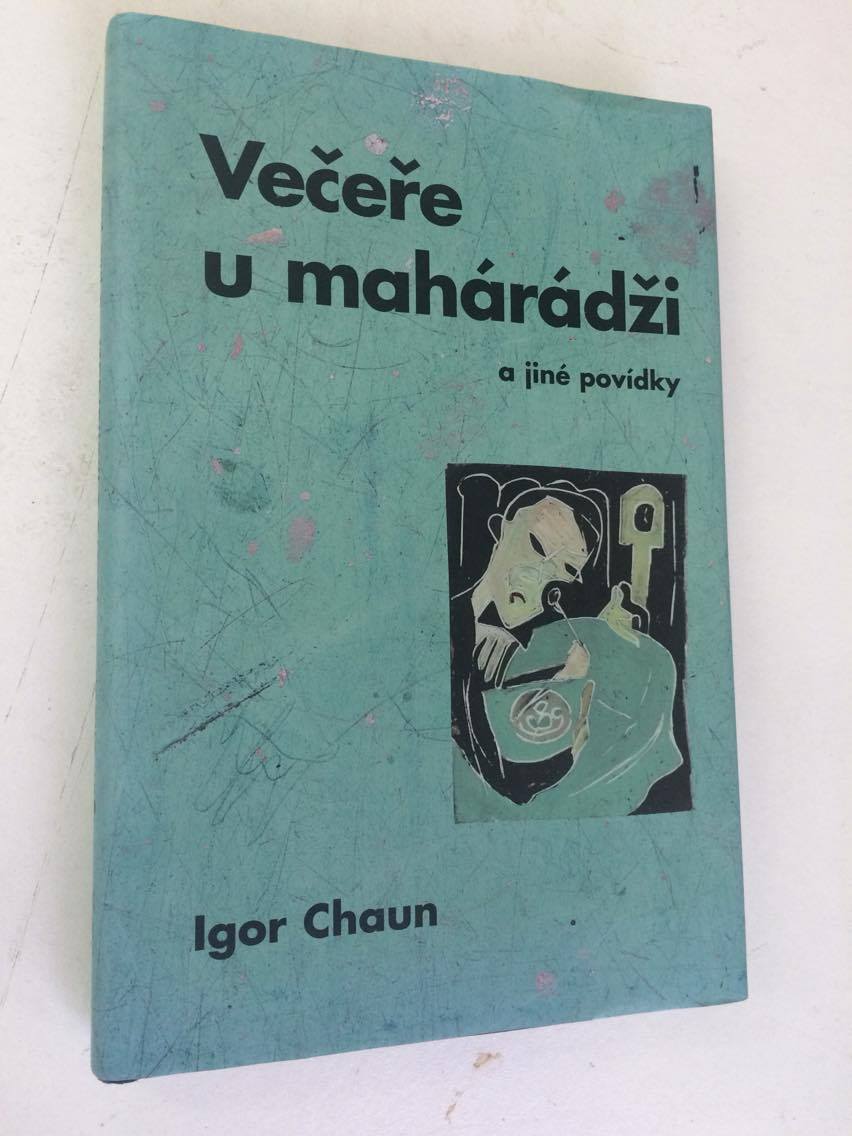 Večeře
u mahárádži
a jiné povídky
Igor Chaun